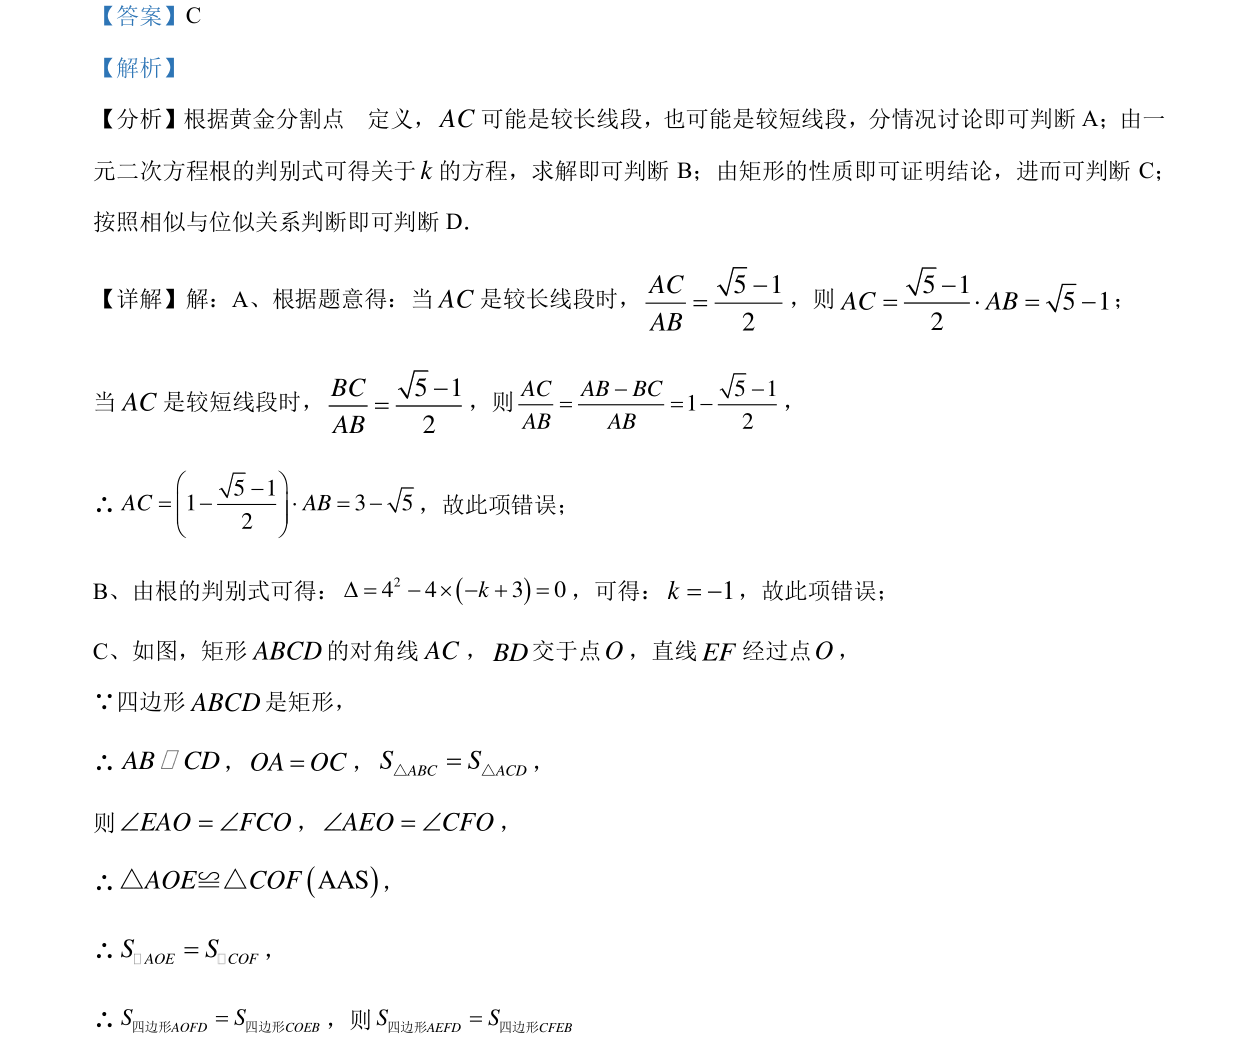 【答案】C
【解析】
【分析】根据黄金分割点　定义，AC 可能是较长线段，也可能是较短线段，分情况讨论即可判断 A；由一
元二次方程根的判别式可得关于 k 的方程，求解即可判断 B；由矩形的性质即可证明结论，进而可判断 C；
按照相似与位似关系判断即可判断 D．
【详解】解：A、根据题意得：当 AC 是较长线段时，AC/AB = (√5−1)/2，则 AC = (√5−1)/2 · AB = √5−1；
当 AC 是较短线段时，BC/AB = (√5−1)/2，则 AC/AB = (AB−BC)/AB = 1−(√5−1)/2，
∴ AC = (1−(√5−1)/2) · AB = 3−√5，故此项错误；
B、由根的判别式可得：Δ = 4² − 4×(−k+3) = 0，可得：k = −1，故此项错误；
C、如图，矩形 ABCD 的对角线 AC，BD 交于点 O，直线 EF 经过点 O，
∵四边形 ABCD 是矩形，
∴ AB □ CD，OA = OC，S△ABC = S△ACD，
则 ∠EAO = ∠FCO，∠AEO = ∠CFO，
∴ △AOE≌△COF(AAS)，
∴ S□AOE = S□COF，
∴ S四边形AOFD = S四边形COEB，则 S四边形AEFD = S四边形CFEB